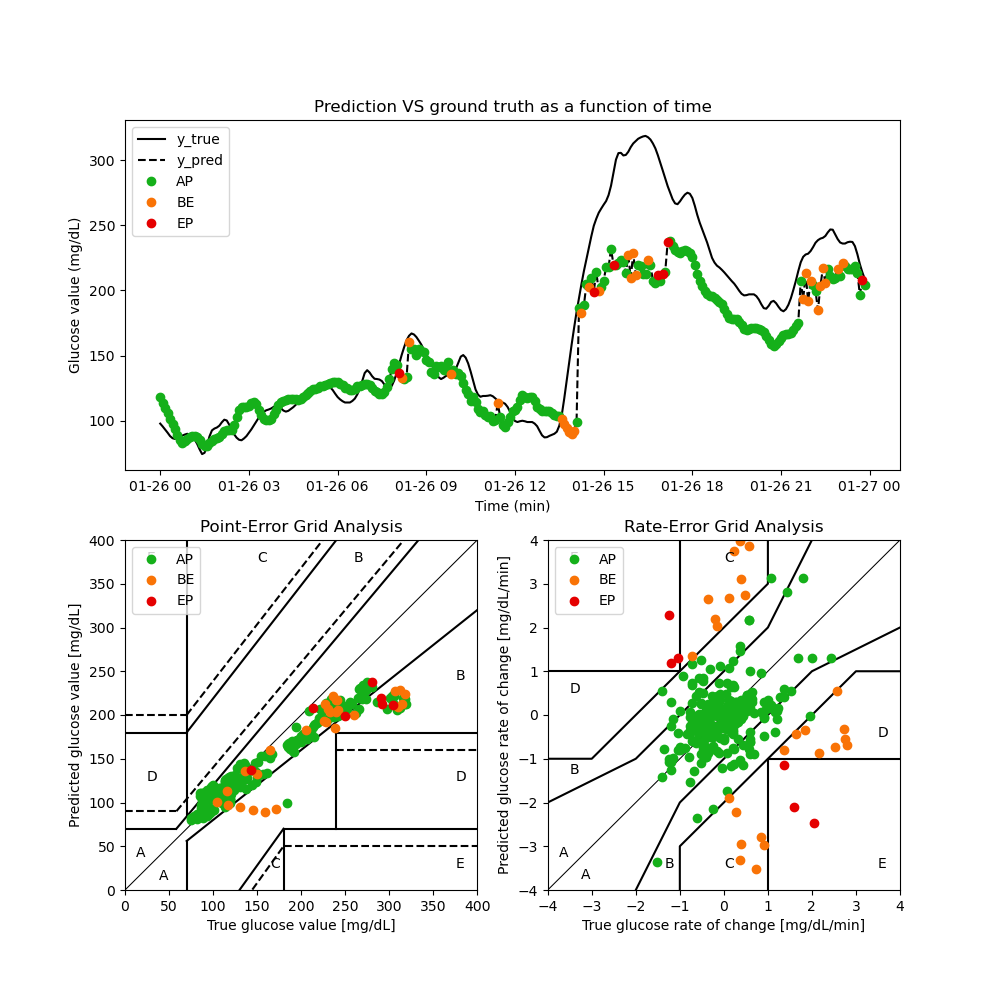 Prediction VS ground truth as a function of time
Glucose value (mg/dL)
300
250
200
150
100
y_true
y_pred
AP
BE
EP
01-26 00 01-26 03 01-26 06 01-26 09 01-26 12 01-26 15 01-26 18 01-26 21 01-27 00
Time (min)
Point-Error Grid Analysis
Predicted glucose value [mg/dL]
400
350
300
250
200
150
100
50
0
AP
BE
EP
C B
B
D D
A
A
C E
0 50 100 150 200 250 300 350 400
True glucose value [mg/dL]
Rate-Error Grid Analysis
Predicted glucose rate of change [mg/dL/min]
4
3
2
1
0
−1
−2
−3
−4
AP
BE
EP
C
D
D
B
A
A
B C E
−4 −3 −2 −1 0 1 2 3 4
True glucose rate of change [mg/dL/min]